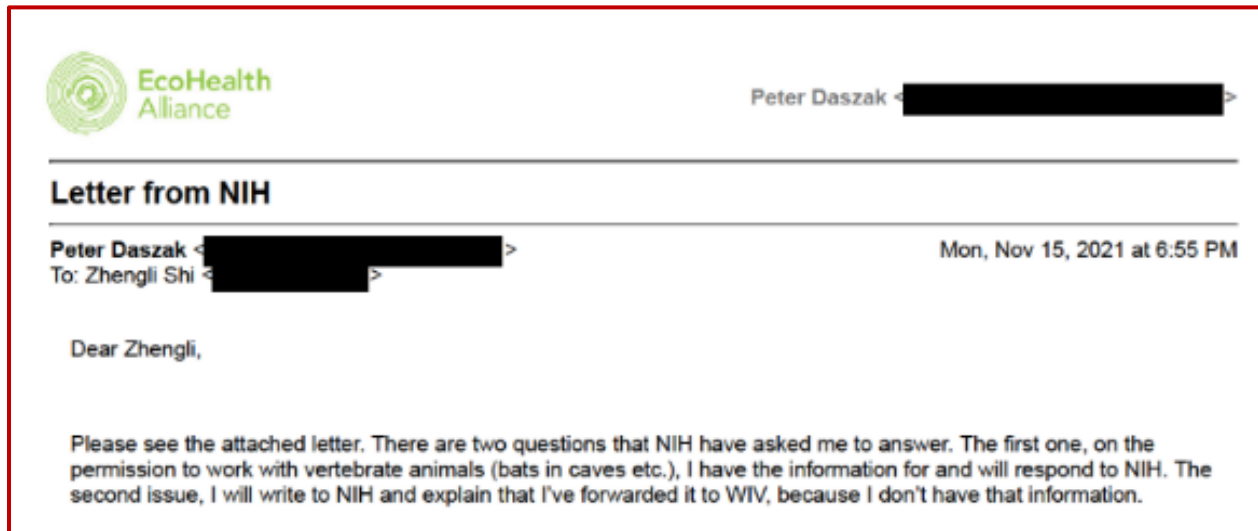 EcoHealth
Alliance
Peter Daszak < >
Letter from NIH
Peter Daszak < >
Mon, Nov 15, 2021 at 6:55 PM
To: Zhengli Shi < >
Dear Zhengli,
Please see the attached letter. There are two questions that NIH have asked me to answer. The first one, on the
permission to work with vertebrate animals (bats in caves etc.), I have the information for and will respond to NIH. The
second issue, I will write to NIH and explain that I've forwarded it to WIV, because I don't have that information.